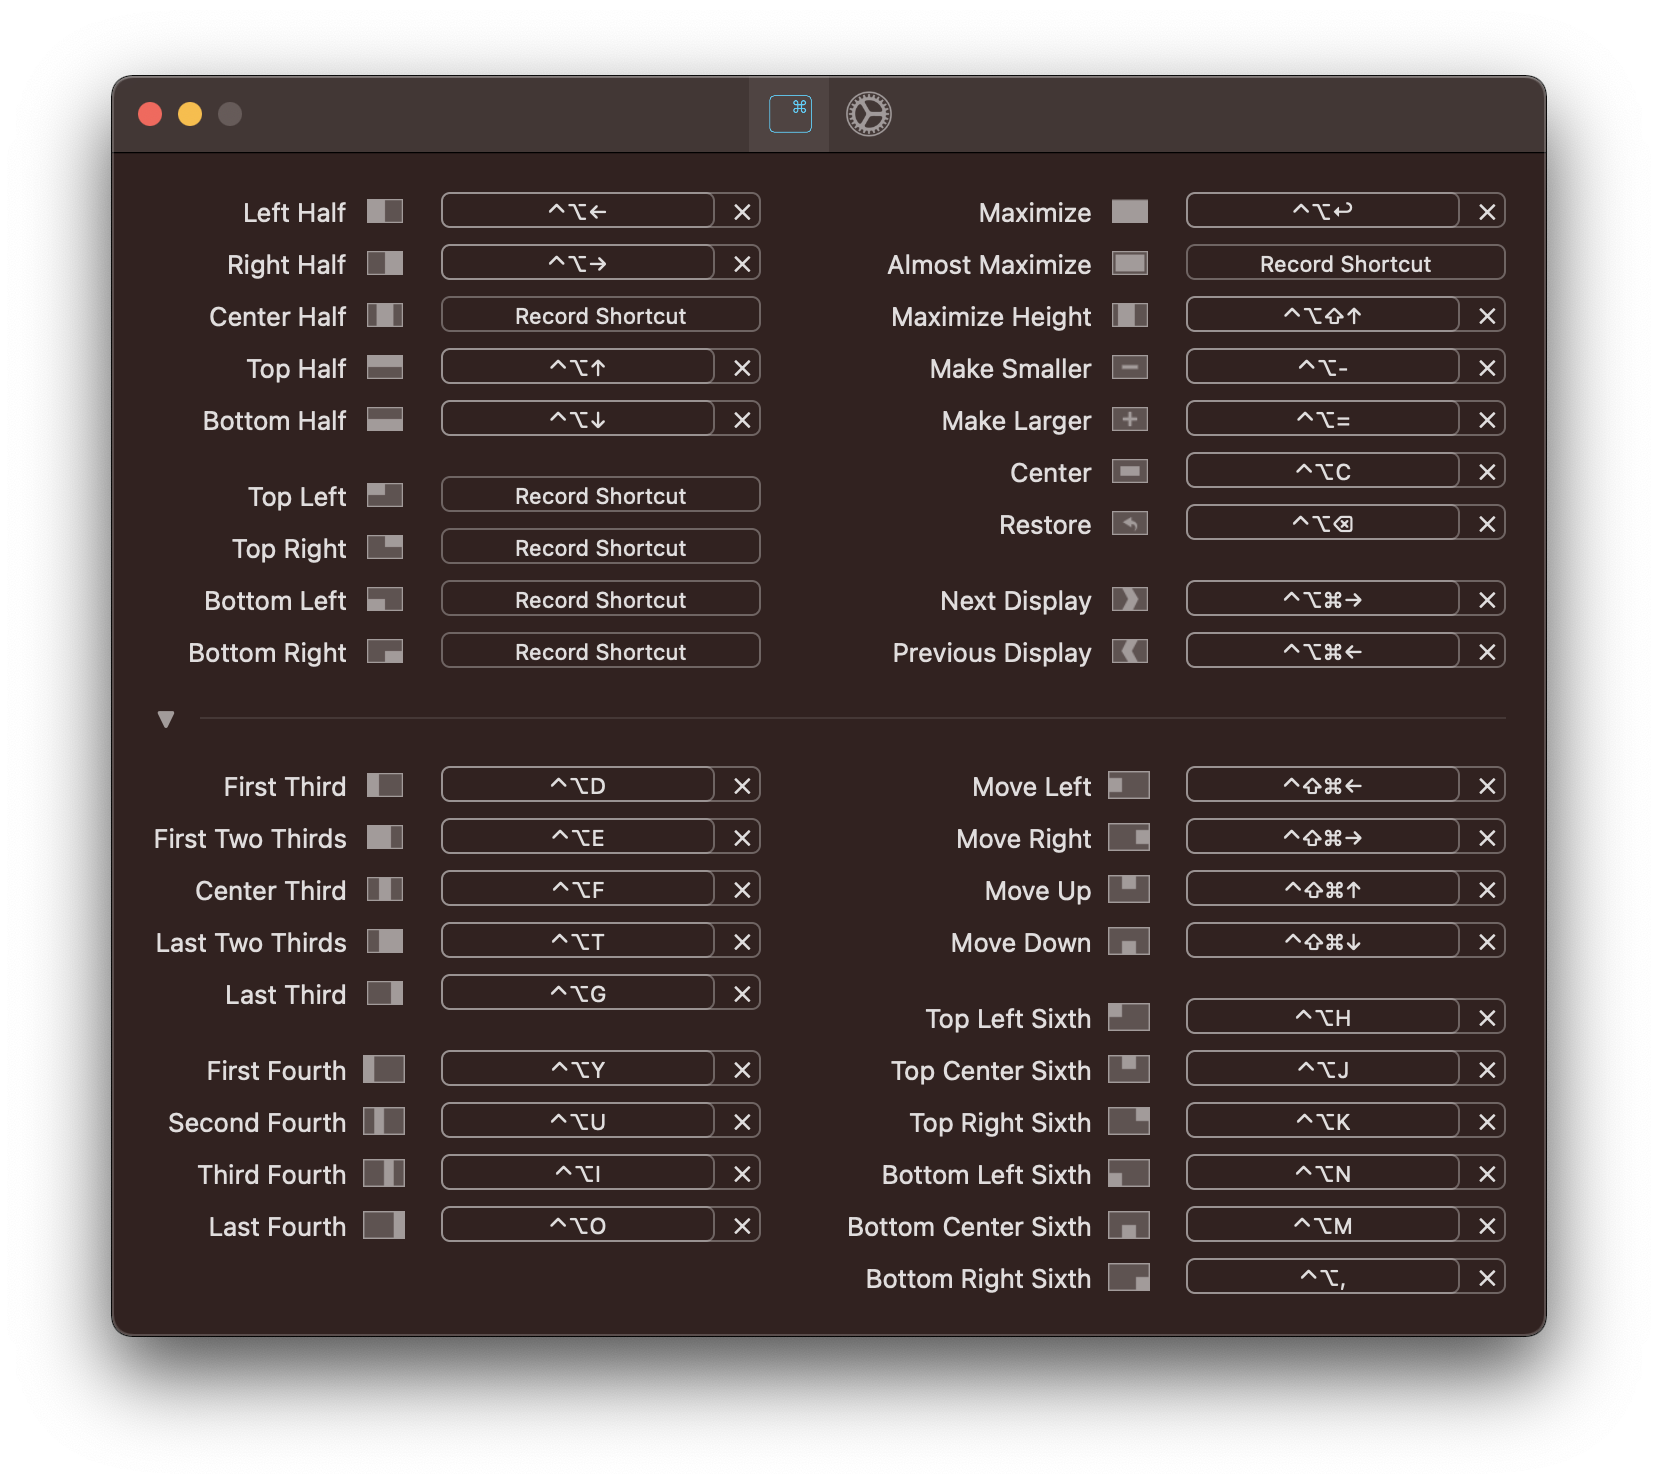 ⌘
Left Half ^⌥←
Right Half ^⌥→
Center Half Record Shortcut
Top Half ^⌥↑
Bottom Half ^⌥↓
Top Left Record Shortcut
Top Right Record Shortcut
Bottom Left Record Shortcut
Bottom Right Record Shortcut
Maximize ^⌥↩
Almost Maximize Record Shortcut
Maximize Height ^⌥⇧↑
Make Smaller ^⌥-
Make Larger ^⌥=
Center ^⌥C
Restore ^⌥⌫
Next Display ^⌥⌘→
Previous Display ^⌥⌘←
First Third ^⌥D
First Two Thirds ^⌥E
Center Third ^⌥F
Last Two Thirds ^⌥T
Last Third ^⌥G
First Fourth ^⌥Y
Second Fourth ^⌥U
Third Fourth ^⌥I
Last Fourth ^⌥O
Move Left ^⇧⌘←
Move Right ^⇧⌘→
Move Up ^⇧⌘↑
Move Down ^⇧⌘↓
Top Left Sixth ^⌥H
Top Center Sixth ^⌥J
Top Right Sixth ^⌥K
Bottom Left Sixth ^⌥N
Bottom Center Sixth ^⌥M
Bottom Right Sixth ^⌥,